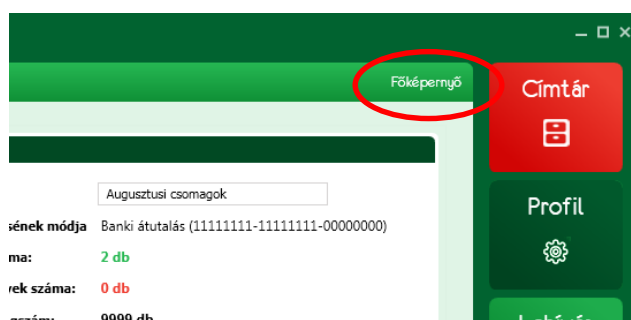 Főképernyő
Címtár
Augusztusi csomagok
Profil
sének módja Banki átutalás (11111111-11111111-00000000)
ma: 2 db
yek száma: 0 db
9999 db